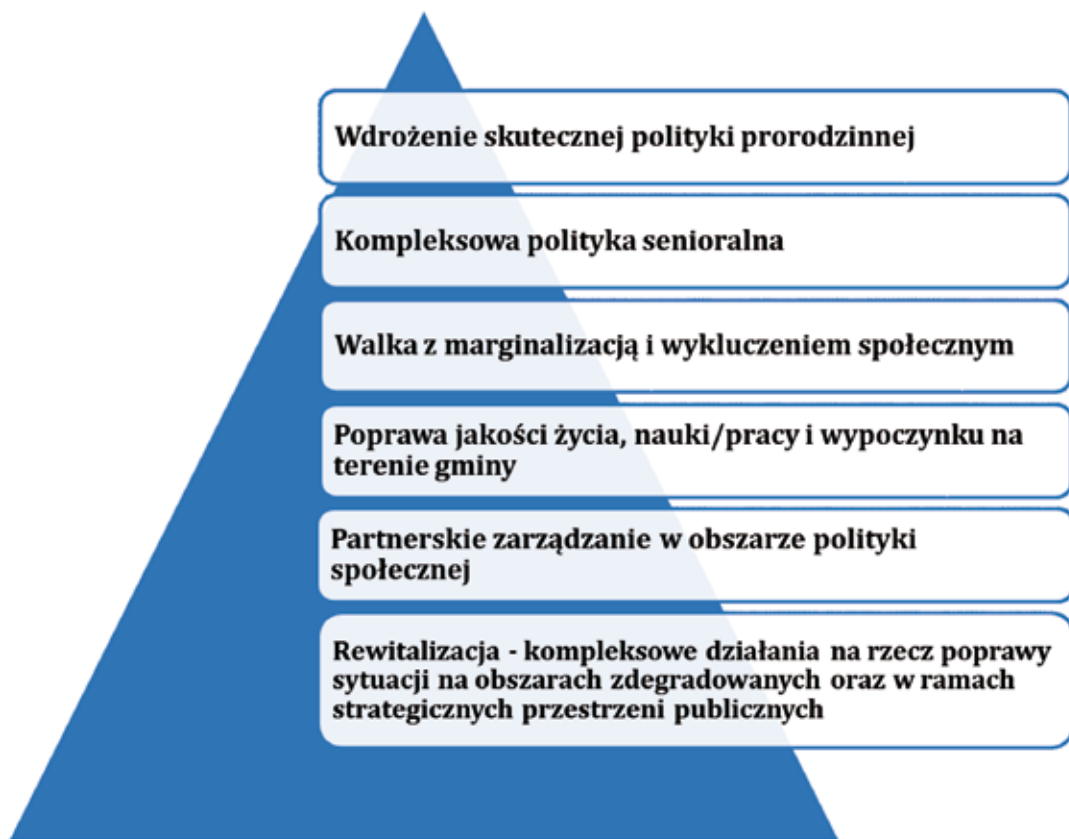 Wdrożenie skutecznej polityki prorodzinnej
Kompleksowa polityka senioralna
Walka z marginalizacją i wykluczeniem społecznym
Poprawa jakości życia, nauki/pracy i wypoczynku na
terenie gminy
Partnerskie zarządzanie w obszarze polityki
społecznej
Rewitalizacja - kompleksowe działania na rzecz poprawy
sytuacji na obszarach zdegradowanych oraz w ramach
strategicznych przestrzeni publicznych